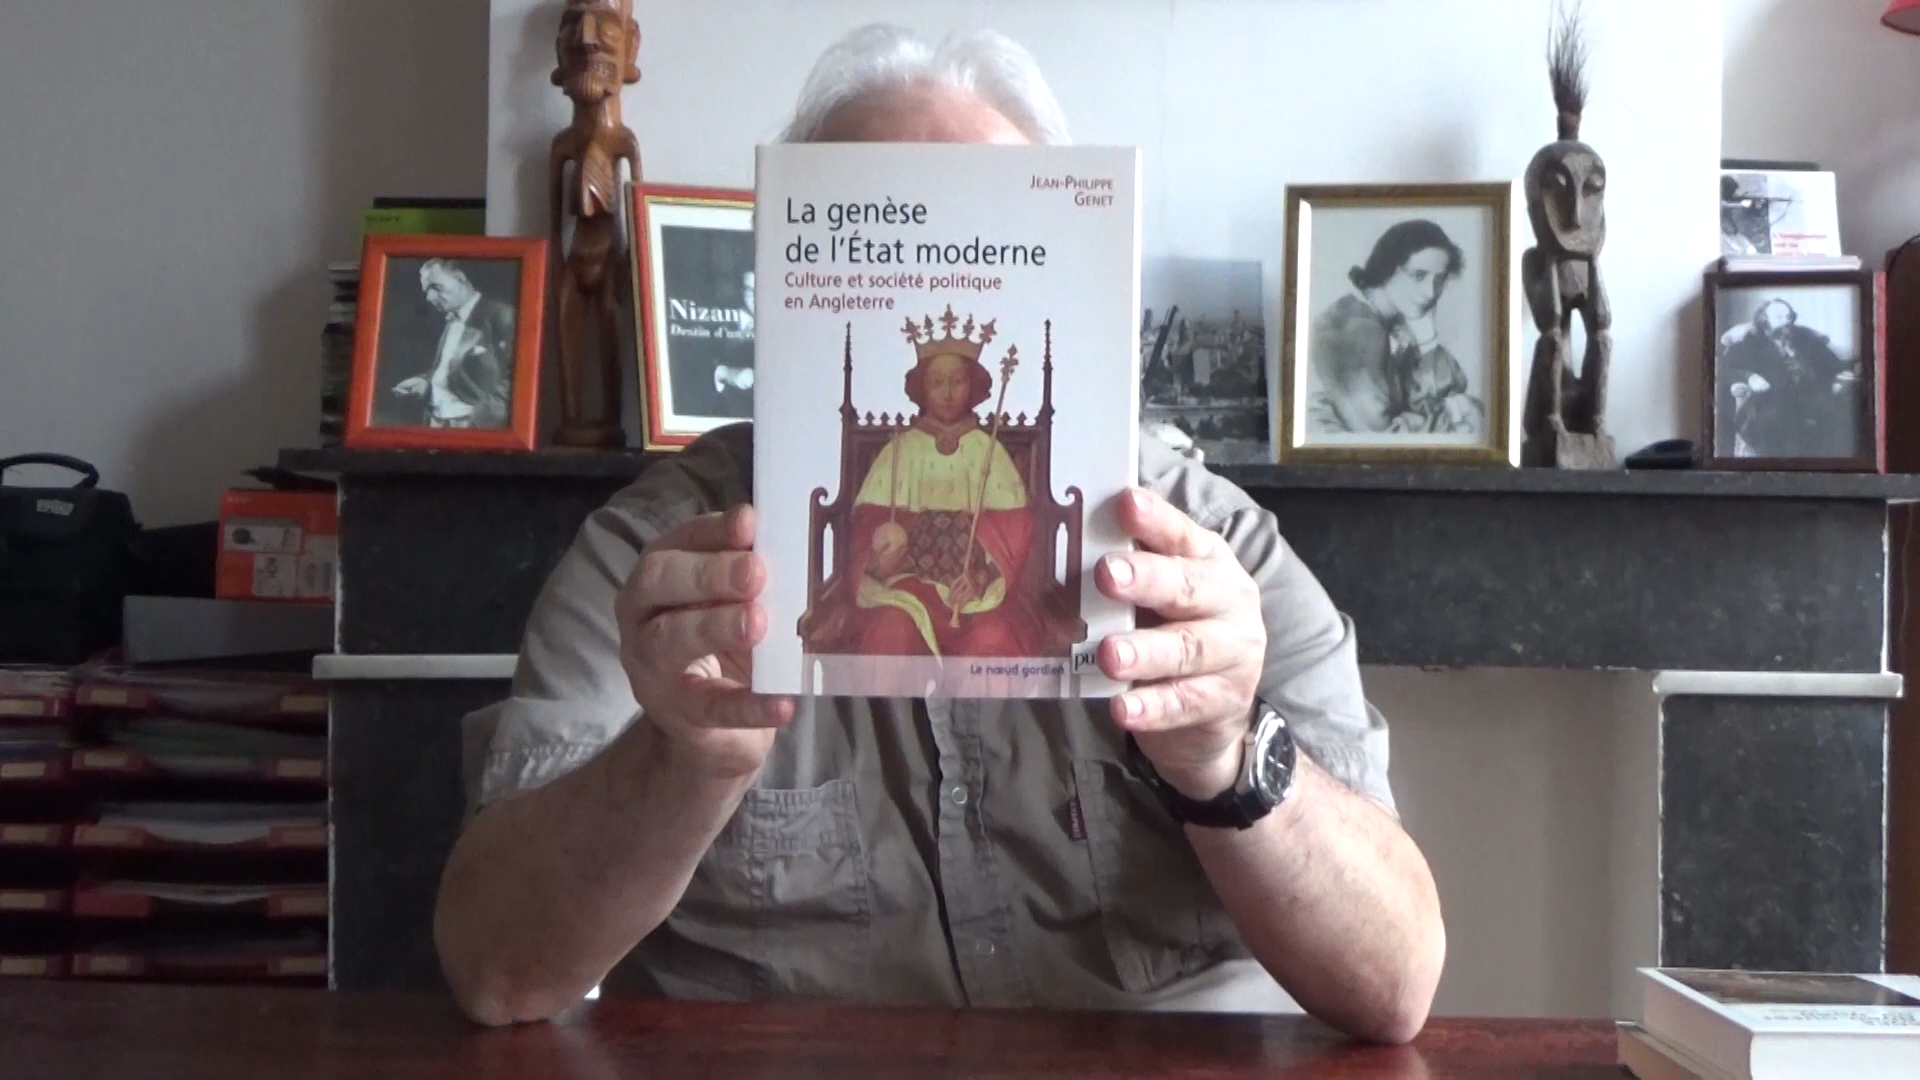 JEAN-PHILIPPE
GENET
La genèse
de l'État moderne
Culture et société politique
en Angleterre
Le nœud gordien
Nizan